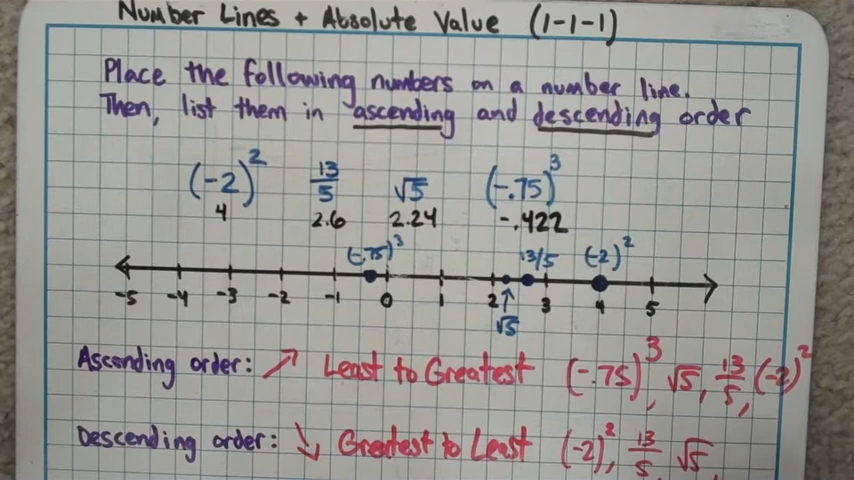 Number Lines + Absolute Value (1-1-1)
Place the following numbers on a number line.
Then, list them in ascending and descending order
(-2)² 13/5 √5 (-.75)³
4 2.6 2.24 -.422
(-.75)³ 13/5 (-2)²
-5 -4 -3 -2 -1 0 1 2 3 4 5
√5
Ascending order: ↗ Least to Greatest (-.75)³, √5, 13/5, (-2)²
Descending order: ↘ Greatest to Least (-2)², 13/5, √5,